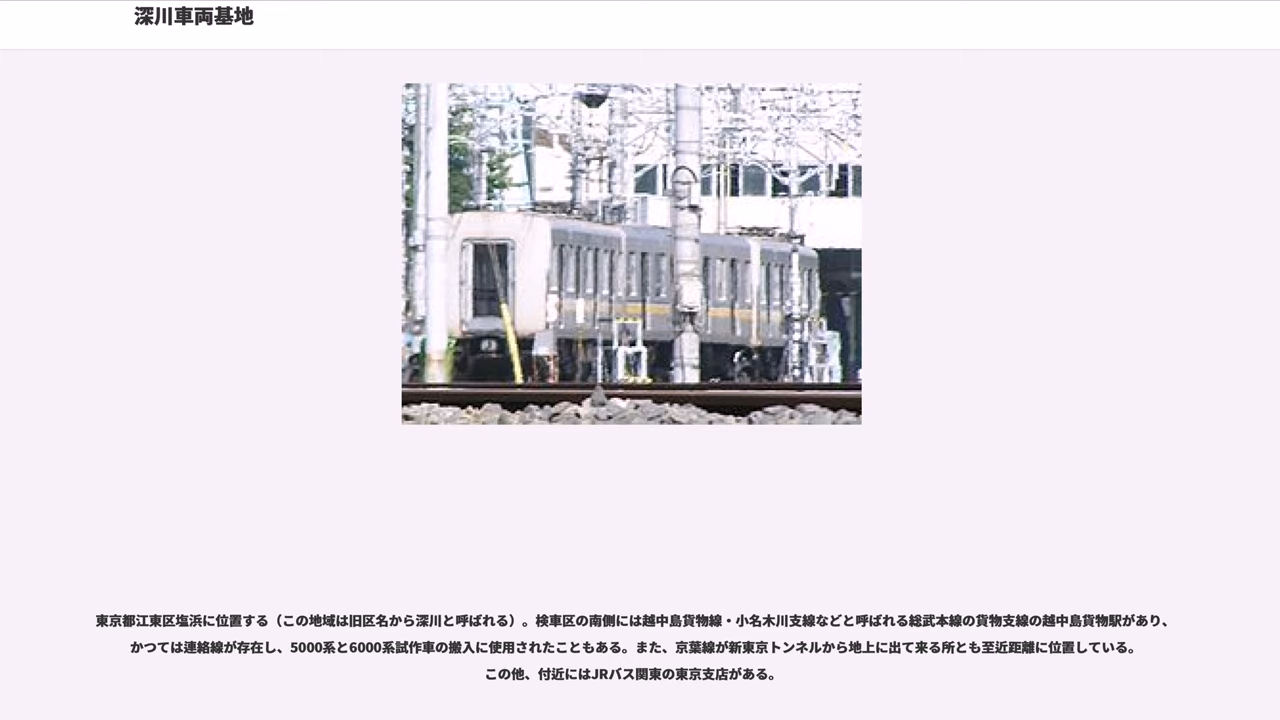 深川車両基地
東京都江東区塩浜に位置する（この地域は旧区名から深川と呼ばれる）。検車区の南側には越中島貨物線・小名木川支線などと呼ばれる総武本線の貨物支線の越中島貨物駅があり、
かつては連絡線が存在し、5000系と6000系試作車の搬入に使用されたこともある。また、京葉線が新東京トンネルから地上に出て来る所とも至近距離に位置している。
この他、付近にはJRバス関東の東京支店がある。